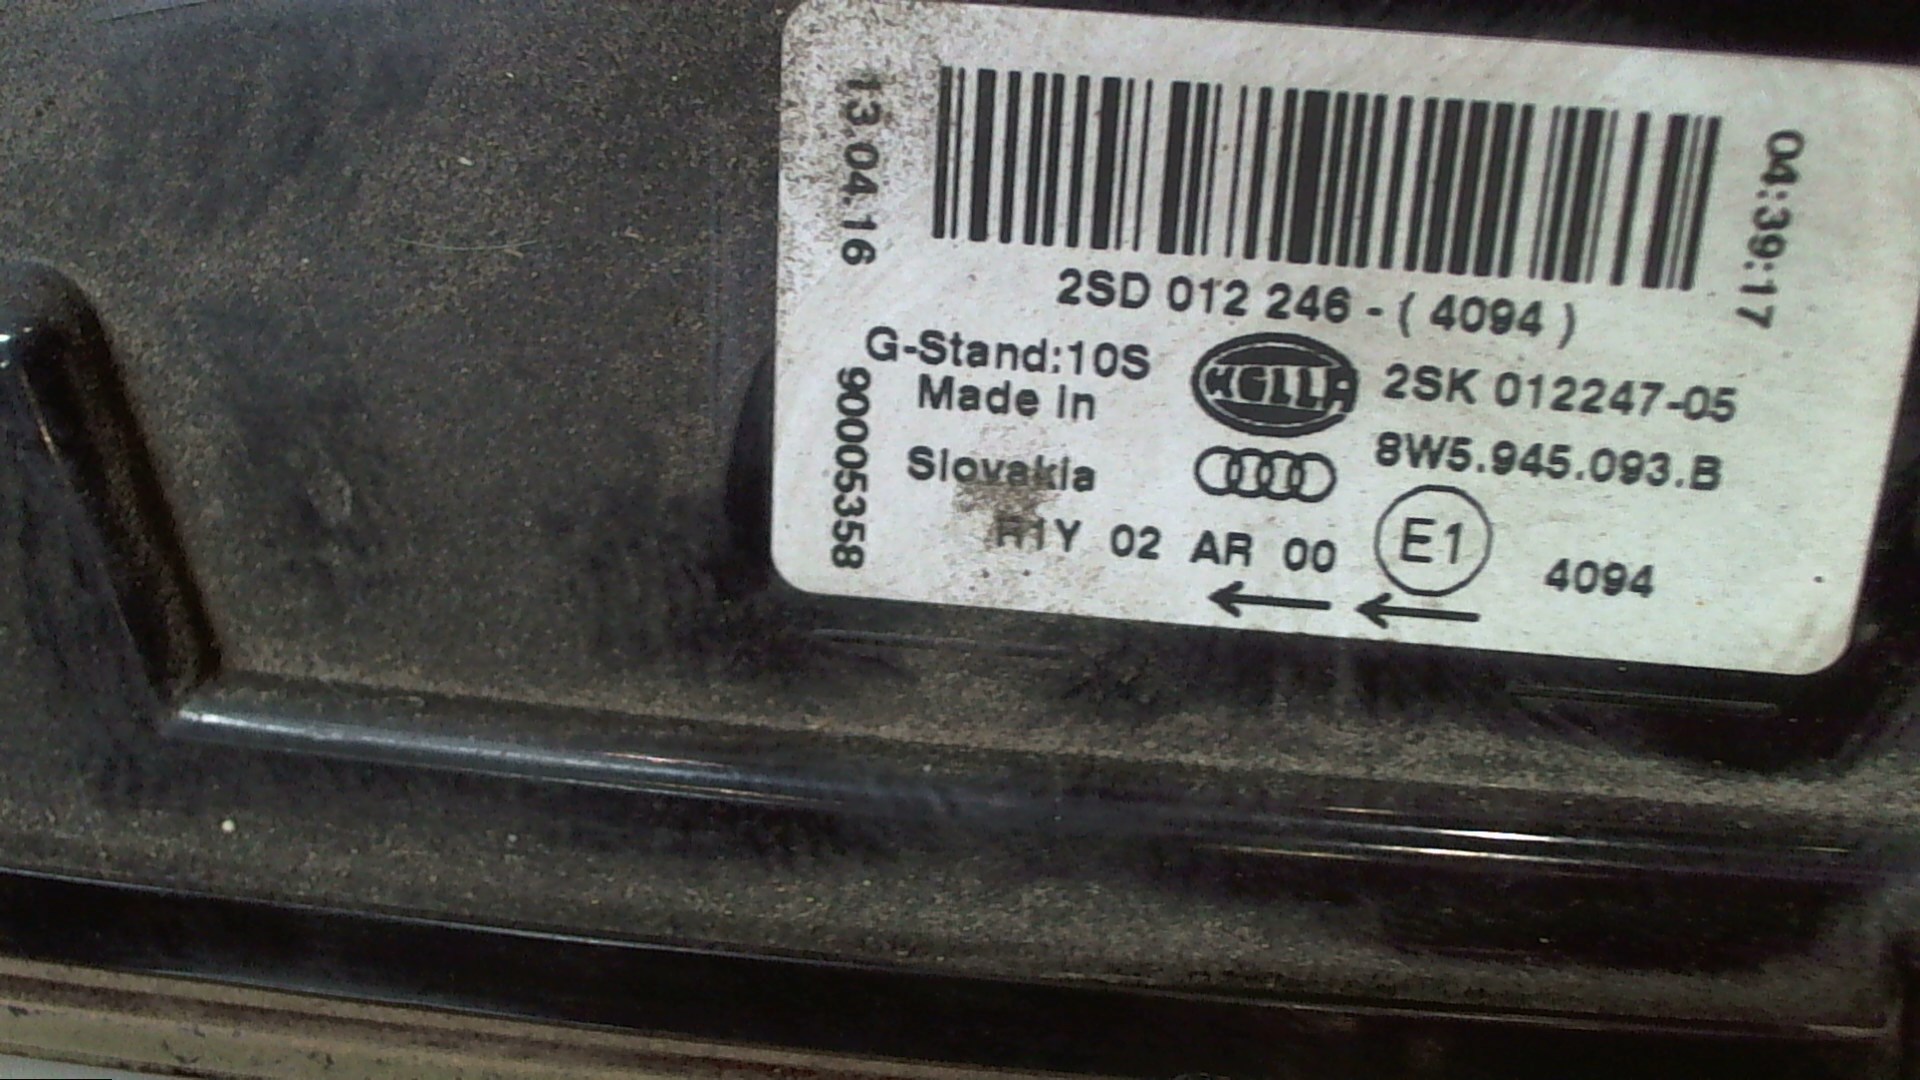 13.04.16
04:39:17
2SD 012 246 - ( 4094 )
G-Stand:10S
HELLA
2SK 012247-05
Made in
8W5.945.093.B
Slovakia
90005358
R1Y 02 AR 00
E1
4094